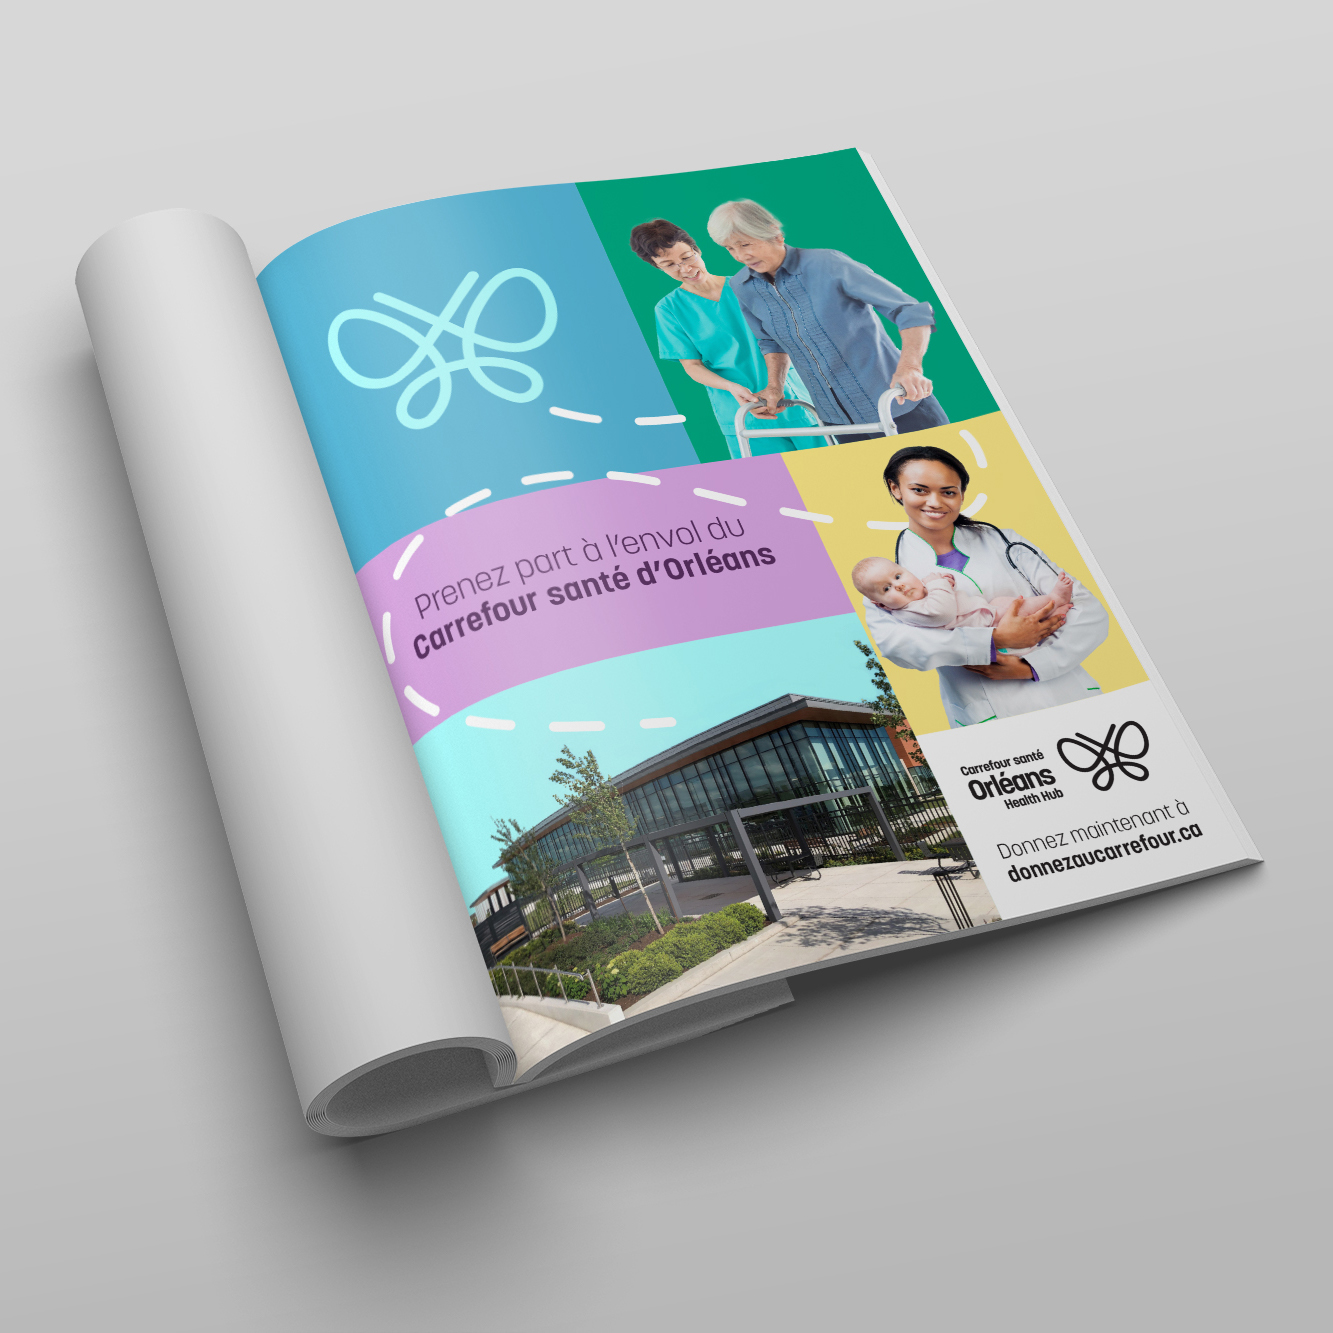 Prenez part à l'envol du
Carrefour santé d'Orléans
Carrefour santé
Orléans
Health Hub
Donnez maintenant à
donnezaucarrefour.ca